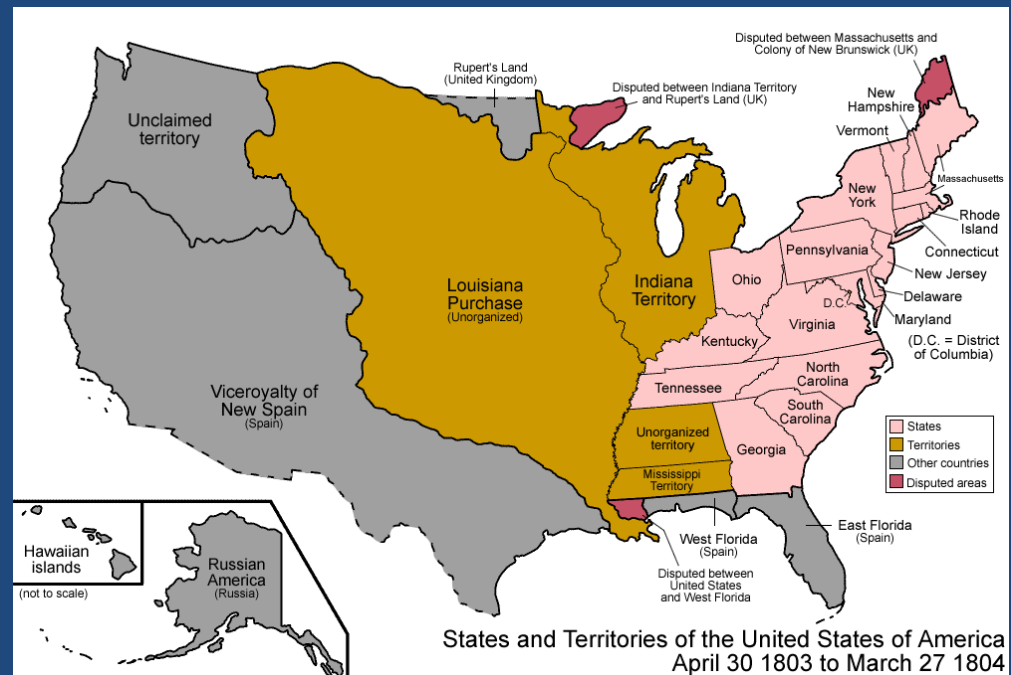 Disputed between Massachusetts and
Colony of New Brunswick (UK)
Rupert's Land
(United Kingdom)
Disputed between Indiana Territory
and Rupert's Land (UK)
New
Hampshire
Vermont
Unclaimed
territory
Massachusetts
New
York
Rhode
Island
Connecticut
Pennsylvania
New Jersey
Ohio
Indiana
Territory
Louisiana
Purchase
(Unorganized)
D.C.
Delaware
Maryland
Virginia
(D.C. = District
of Columbia)
Kentucky
North
Carolina
Tennessee
Viceroyalty of
New Spain
(Spain)
South
Carolina
Unorganized
territory
Georgia
Mississippi
Territory
States
Territories
Other countries
Disputed areas
East Florida
(Spain)
West Florida
(Spain)
Disputed between
United States
and West Florida
Hawaiian
islands
(not to scale)
Russian
America
(Russia)
States and Territories of the United States of America
April 30 1803 to March 27 1804